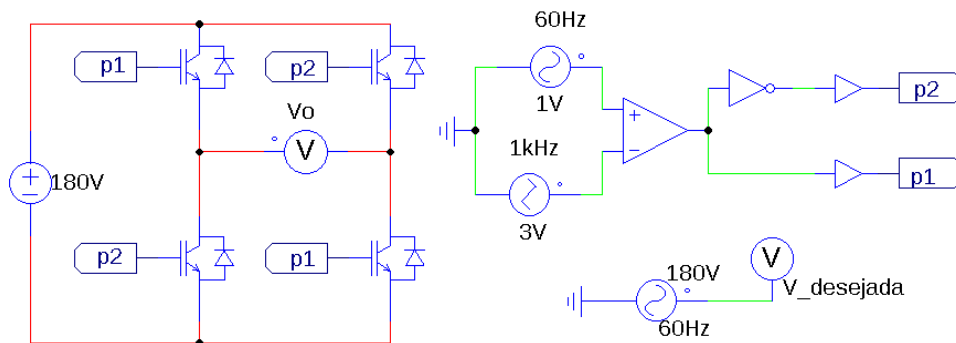 60Hz
p1
p2
p2
1V
Vo
V
1kHz
180V
p1
3V
p2
p1
180V
V
V_desejada
60Hz